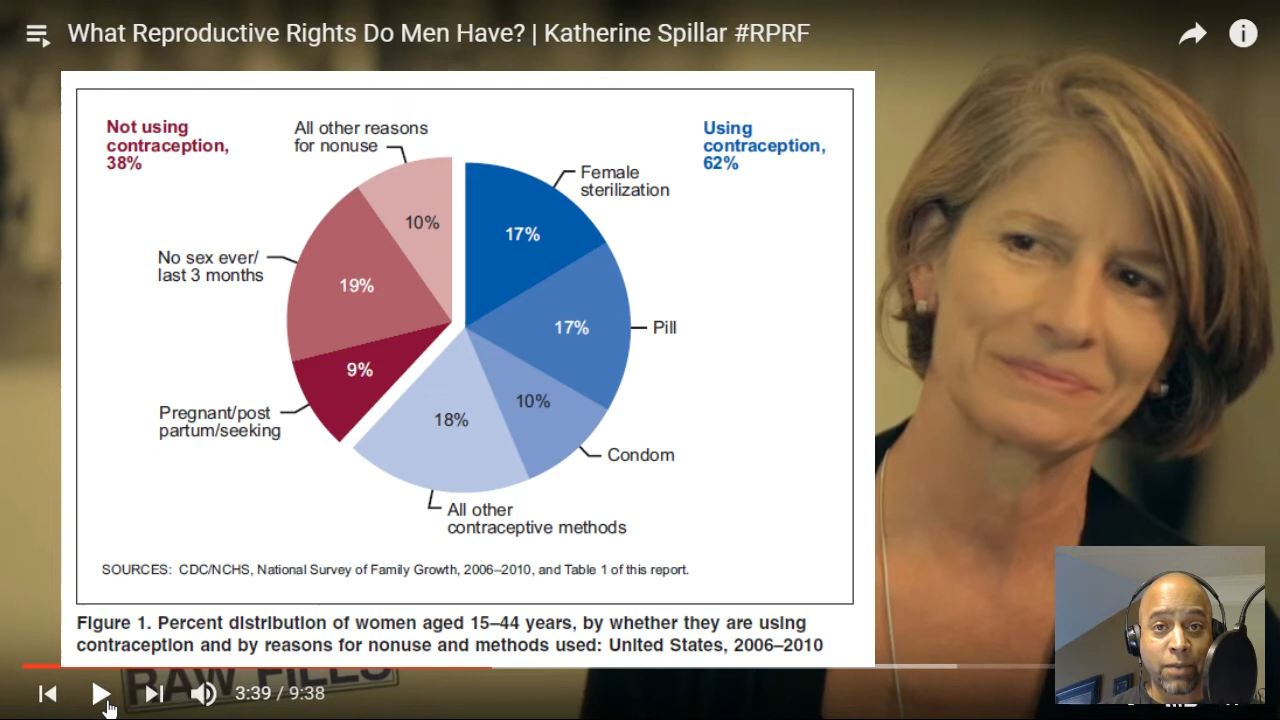 What Reproductive Rights Do Men Have? | Katherine Spillar #RPRF
Not using
contraception,
38%
All other reasons
for nonuse
Using
contraception,
62%
Female
sterilization
10%
17%
No sex ever/
last 3 months
19%
17%
Pill
9%
10%
Pregnant/post
partum/seeking
18%
Condom
All other
contraceptive methods
SOURCES: CDC/NCHS, National Survey of Family Growth, 2006–2010, and Table 1 of this report.
Figure 1. Percent distribution of women aged 15–44 years, by whether they are using
contraception and by reasons for nonuse and methods used: United States, 2006–2010
RAW FILES
3:39 / 9:38